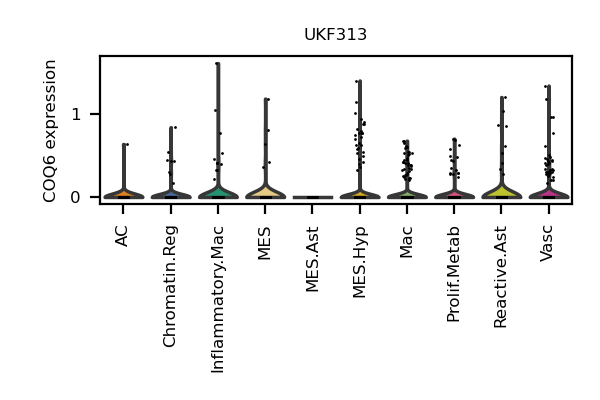 UKF313
COQ6 expression
1
0
AC
Chromatin.Reg
Inflammatory.Mac
MES
MES.Ast
MES.Hyp
Mac
Prolif.Metab
Reactive.Ast
Vasc